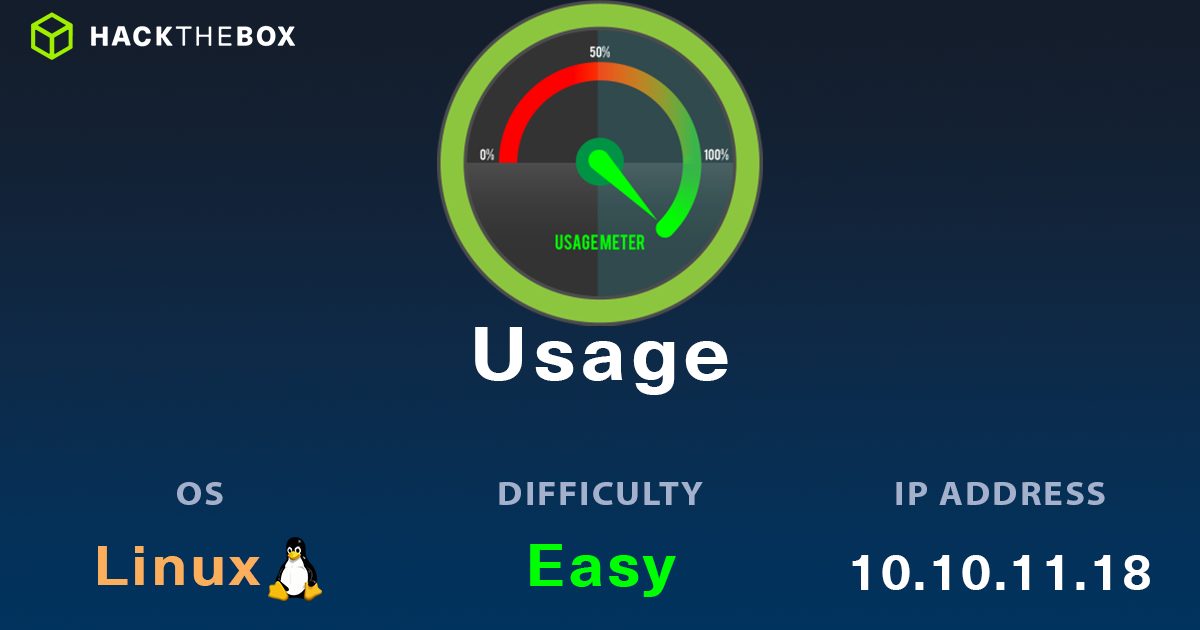 HACKTHEBOX
50%
0%
100%
USAGE METER
Usage
OS
DIFFICULTY
IP ADDRESS
Linux
Easy
10.10.11.18